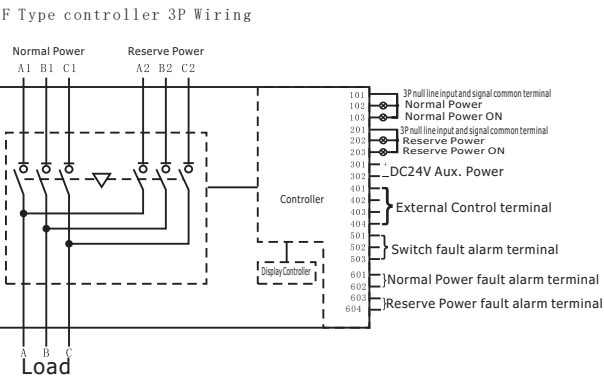 F Type controller 3P Wiring
Normal Power Reserve Power
A1 B1 C1 A2 B2 C2
101 3P null line input and signal common terminal
102 Normal Power
103 Normal Power ON
201 3P null line input and signal common terminal
202 Reserve Power
203 Reserve Power ON
301 +
302 — DC24V Aux. Power
401
402
403 External Control terminal
404
501
502 Switch fault alarm terminal
503
601 Normal Power fault alarm terminal
602
603 Reserve Power fault alarm terminal
604
Controller
Display Controller
A B C
Load